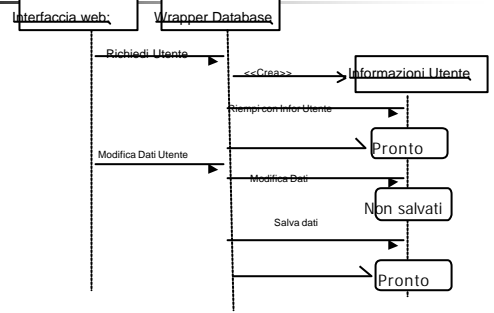 Interfaccia web:
Wrapper Database
Richiedi Utente
<<Crea>>
Informazioni Utente
Riempi con Infor Utente
Pronto
Modifica Dati Utente
Modifica Dati
Non salvati
Salva dati
Pronto